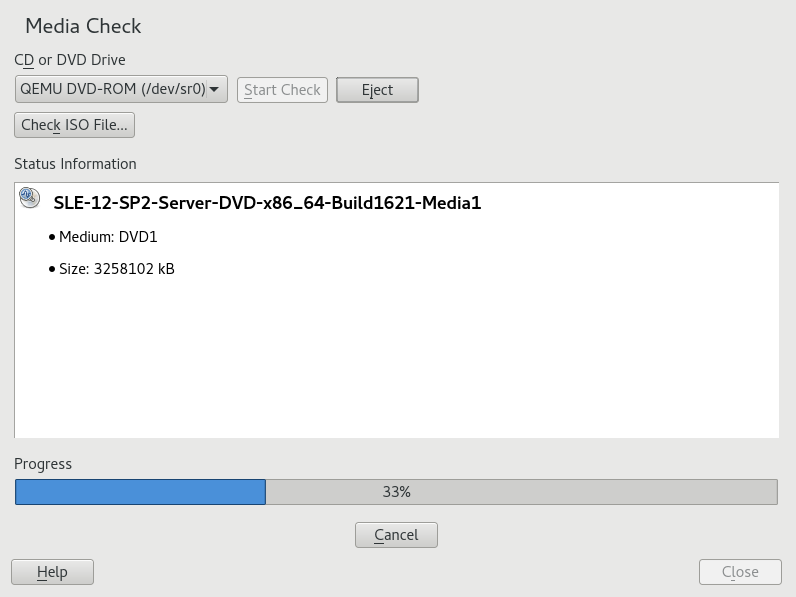 Media Check
CD or DVD Drive
QEMU DVD-ROM (/dev/sr0)
Start Check
Eject
Check ISO File...
Status Information
SLE-12-SP2-Server-DVD-x86_64-Build1621-Media1
• Medium: DVD1
• Size: 3258102 kB
Progress
33%
Cancel
Help
Close